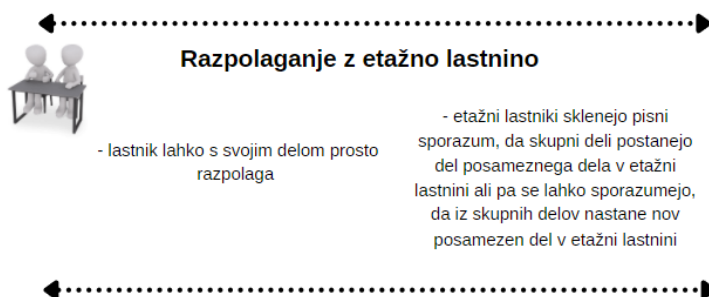 Razpolaganje z etažno lastnino
- lastnik lahko s svojim delom prosto
razpolaga
- etažni lastniki sklenejo pisni
sporazum, da skupni deli postanejo
del posameznega dela v etažni
lastnini ali pa se lahko sporazumejo,
da iz skupnih delov nastane nov
posamezen del v etažni lastnini